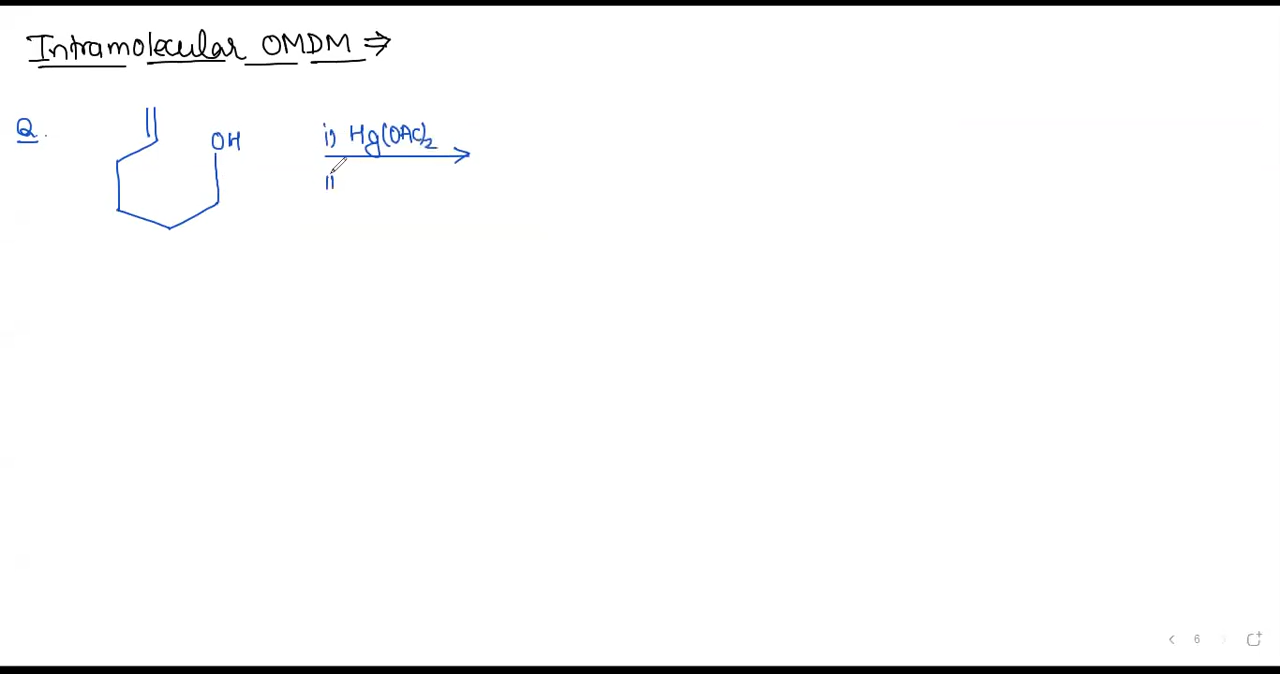 Intramolecular OMDM ⇒
Q.
OH
i) Hg(OAc)2
ii
6